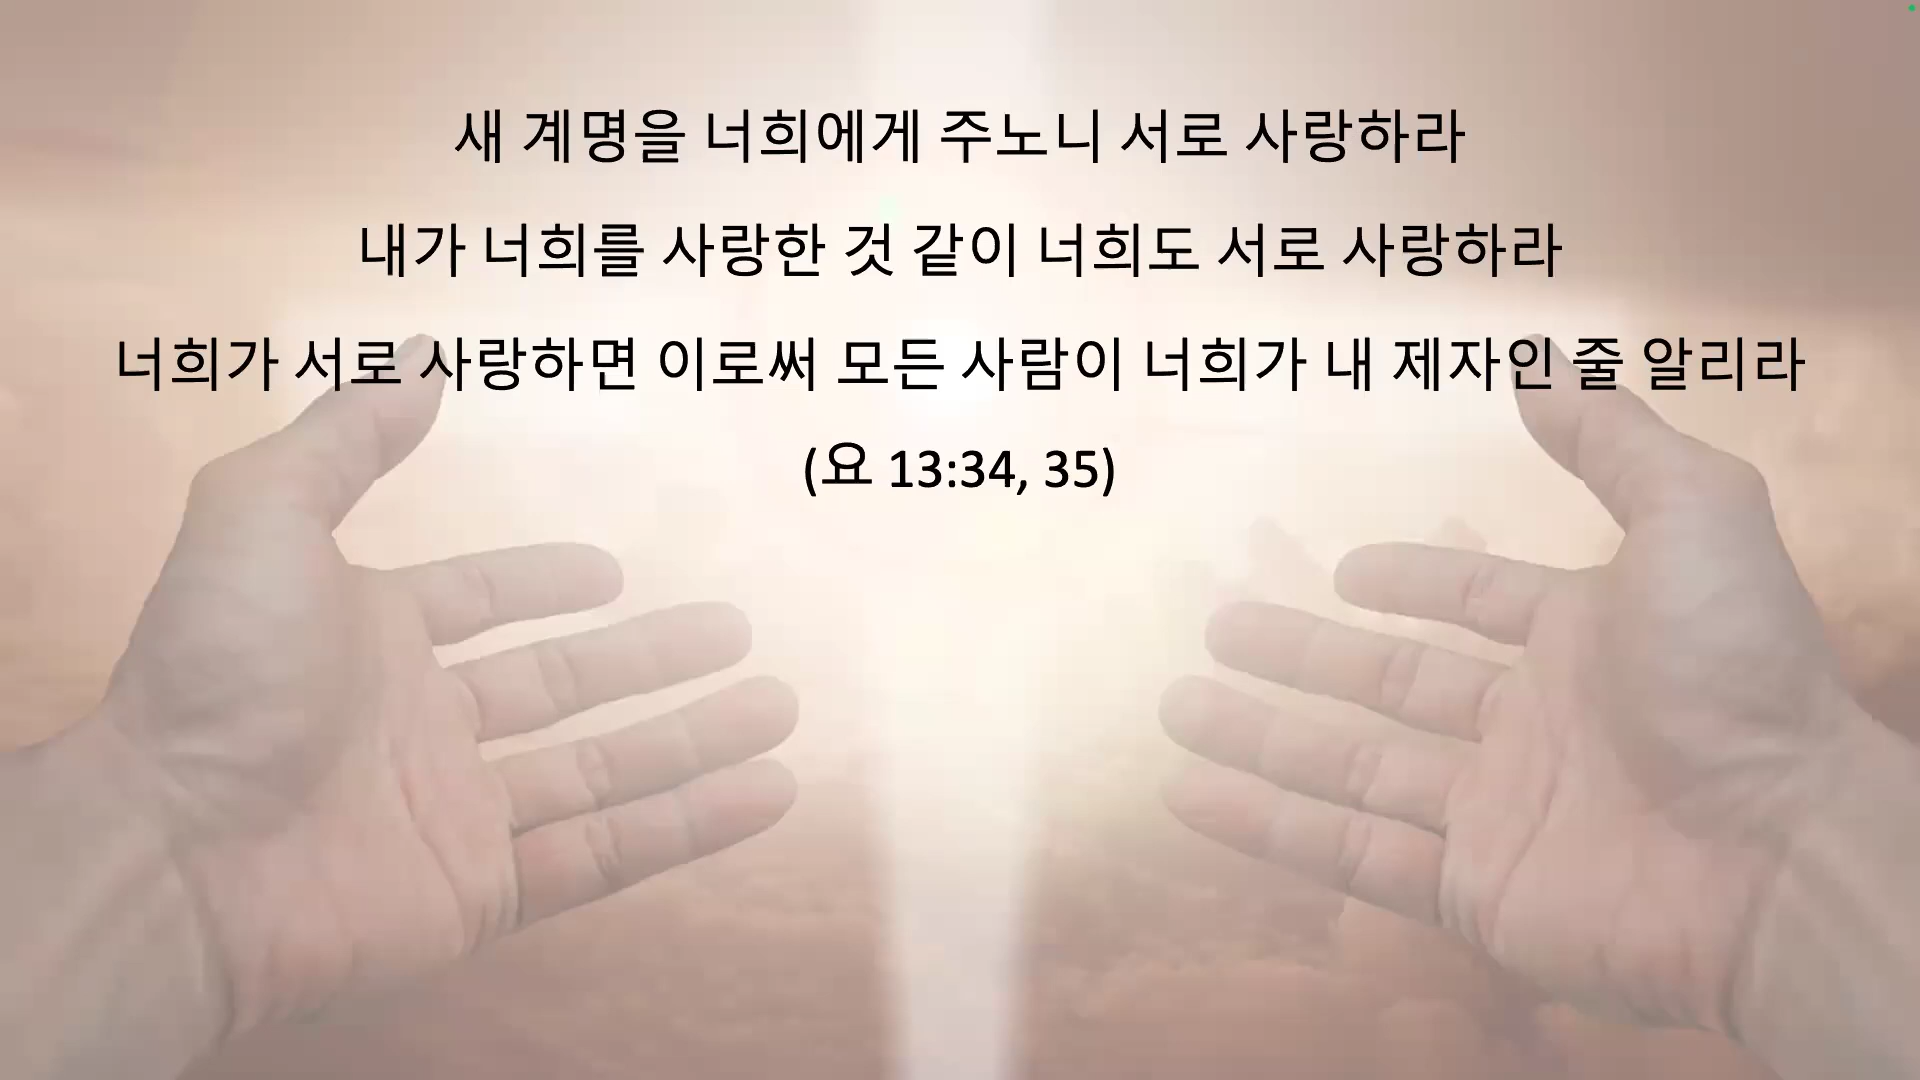 새 계명을 너희에게 주노니 서로 사랑하라
내가 너희를 사랑한 것 같이 너희도 서로 사랑하라
너희가 서로 사랑하면 이로써 모든 사람이 너희가 내 제자인 줄 알리라
(요 13:34, 35)